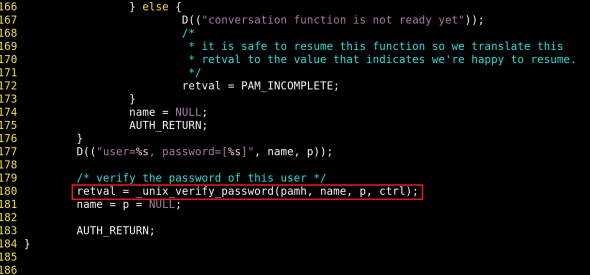 166 } else {
167 D(("conversation function is not ready yet"));
168 /*
169 * it is safe to resume this function so we translate this
170 * retval to the value that indicates we're happy to resume.
171 */
172 retval = PAM_INCOMPLETE;
173 }
174 name = NULL;
175 AUTH_RETURN;
176 }
177 D(("user=%s, password=[%s]", name, p));
178
179 /* verify the password of this user */
180 retval = _unix_verify_password(pamh, name, p, ctrl);
181 name = p = NULL;
182
183 AUTH_RETURN;
184 }
185
186